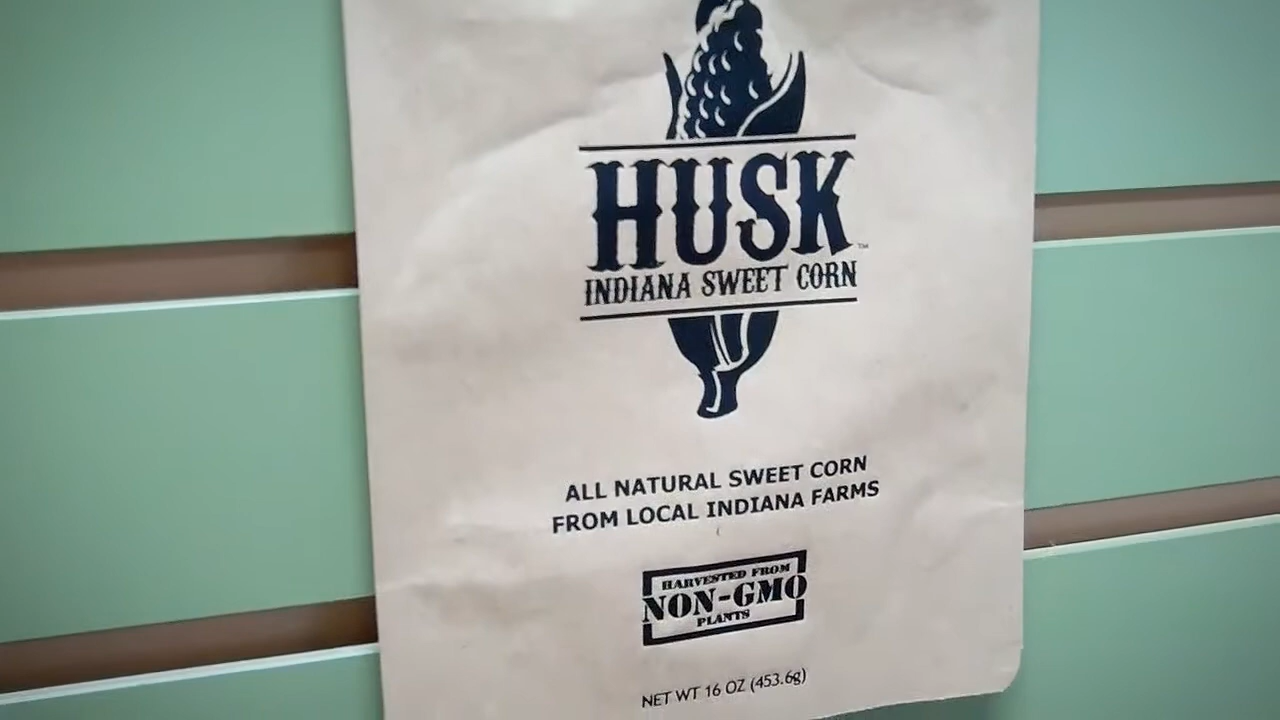 HUSK™
INDIANA SWEET CORN
ALL NATURAL SWEET CORN
FROM LOCAL INDIANA FARMS
HARVESTED FROM
NON-GMO
PLANTS
NET WT 16 OZ (453.6g)